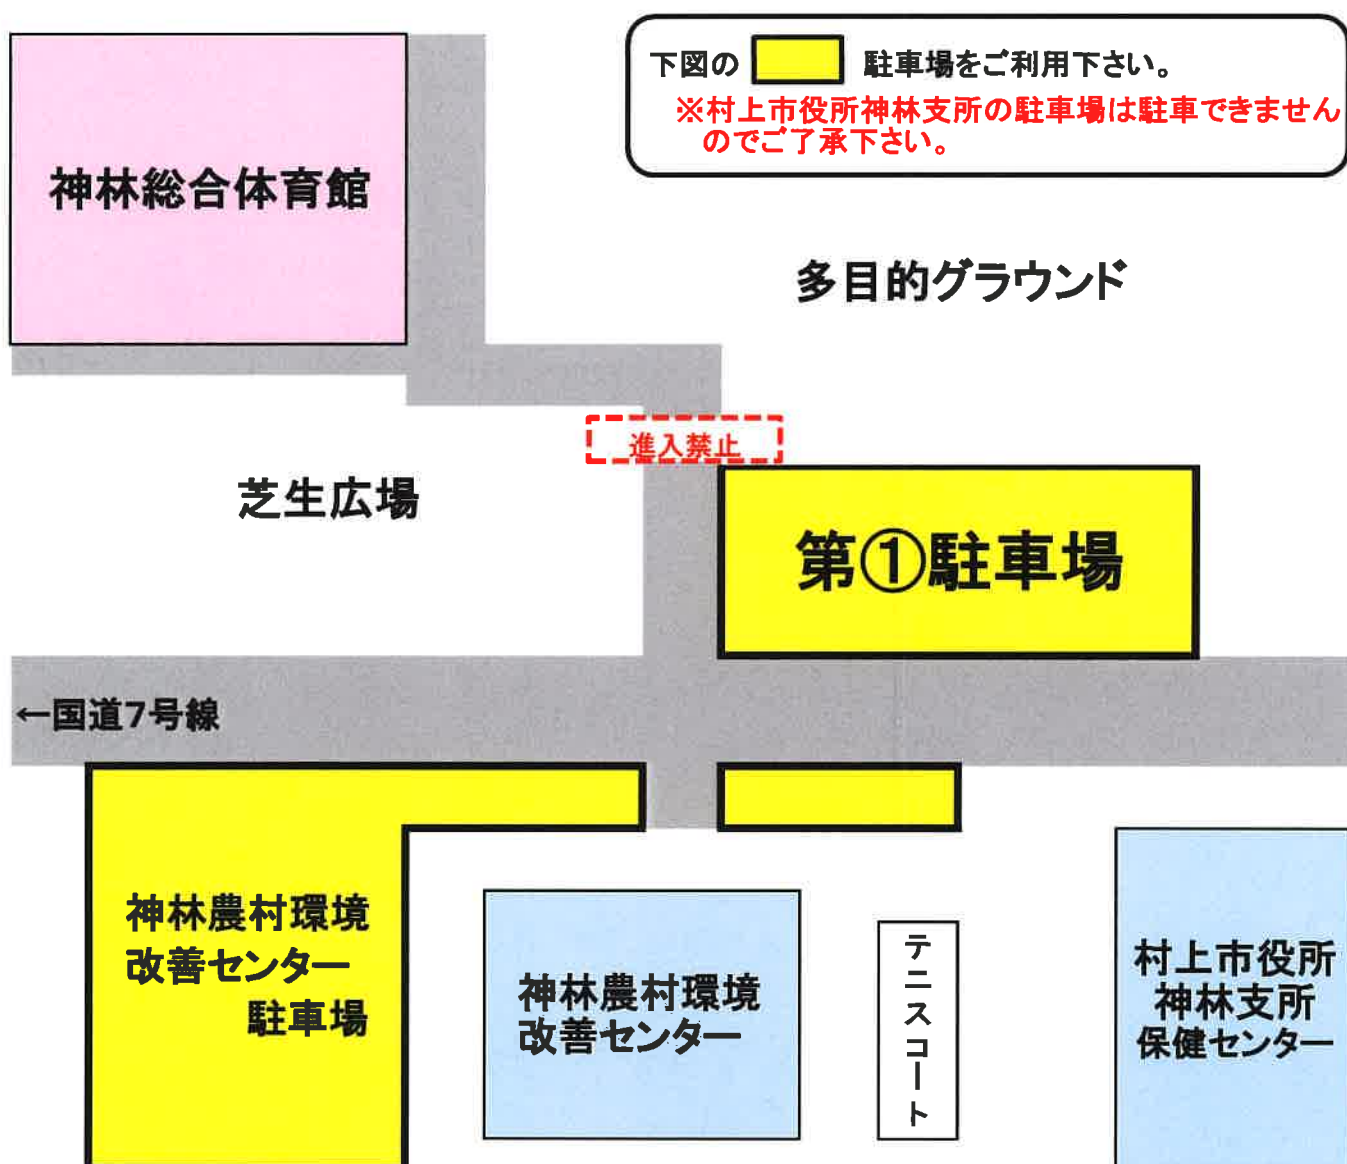 下図の 駐車場をご利用下さい。
※村上市役所神林支所の駐車場は駐車できません
のでご了承下さい。
神林総合体育館
多目的グラウンド
進入禁止
芝生広場
第①駐車場
←国道7号線
神林農村環境
改善センター
駐車場
神林農村環境
改善センター
テニスコート
村上市役所
神林支所
保健センター